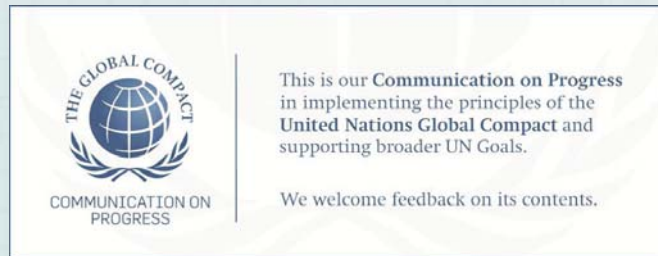 THE GLOBAL COMPACT
COMMUNICATION ON
PROGRESS
This is our Communication on Progress
in implementing the principles of the
United Nations Global Compact and
supporting broader UN Goals.
We welcome feedback on its contents.